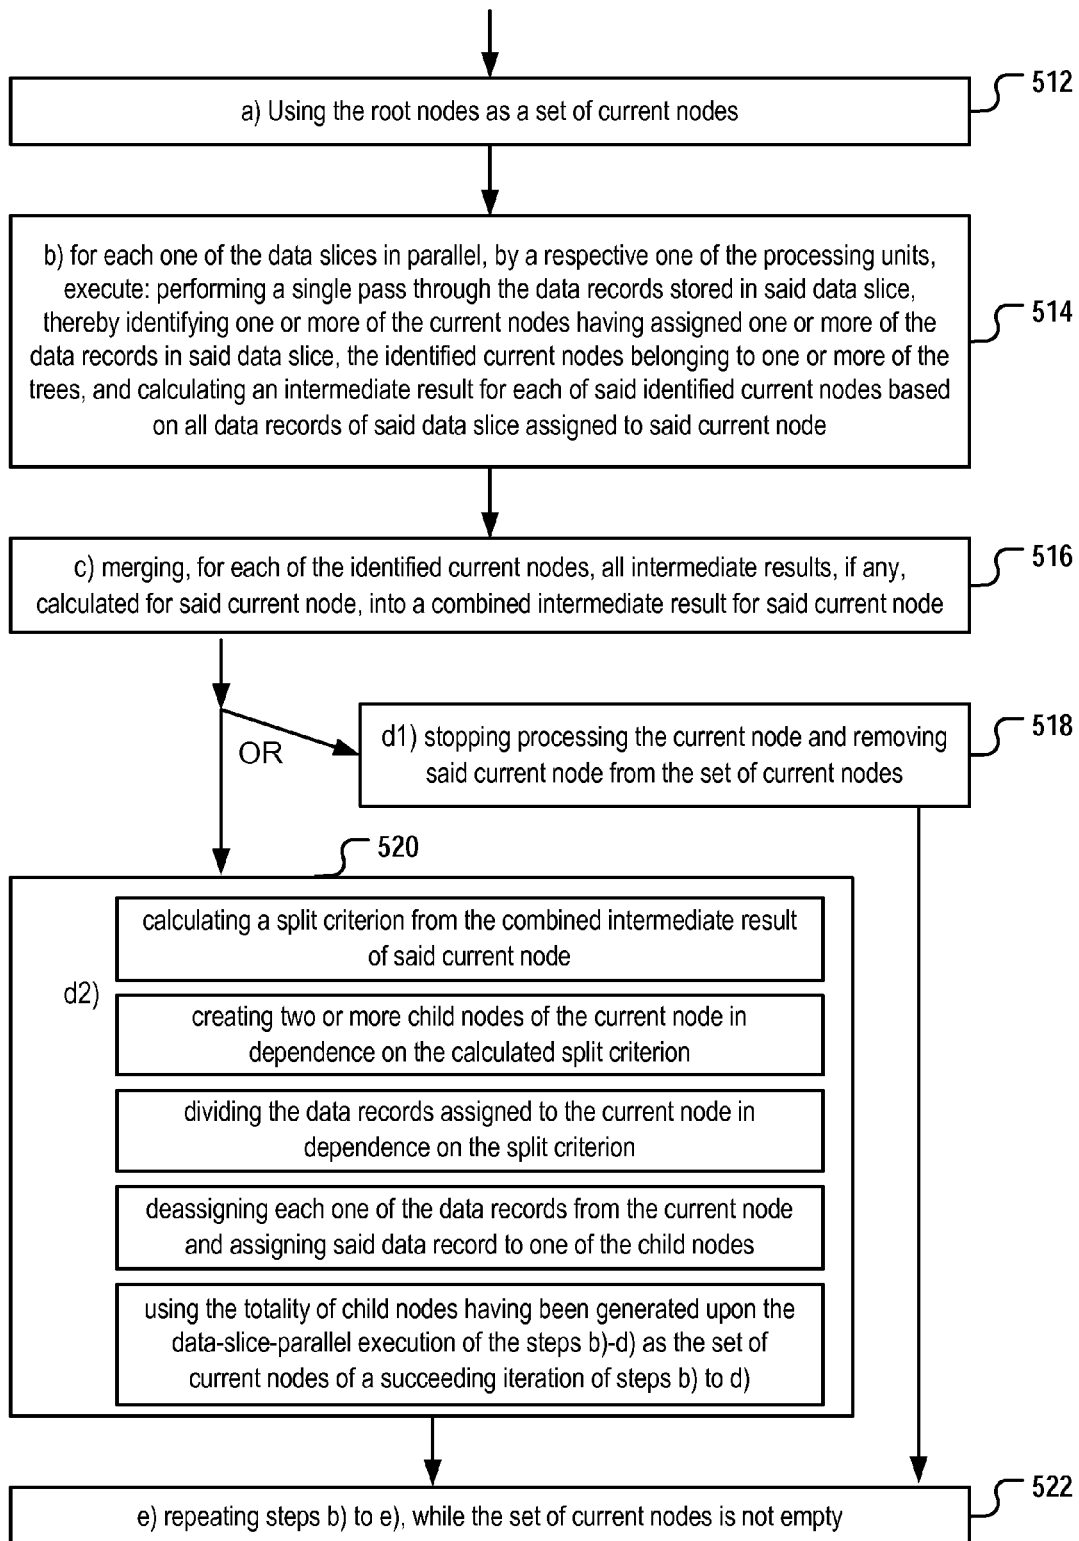 512
a) Using the root nodes as a set of current nodes
b) for each one of the data slices in parallel, by a respective one of the processing units,
execute: performing a single pass through the data records stored in said data slice,
thereby identifying one or more of the current nodes having assigned one or more of the
data records in said data slice, the identified current nodes belonging to one or more of the
trees, and calculating an intermediate result for each of said identified current nodes based
on all data records of said data slice assigned to said current node
514
c) merging, for each of the identified current nodes, all intermediate results, if any,
calculated for said current node, into a combined intermediate result for said current node
516
OR
d1) stopping processing the current node and removing
said current node from the set of current nodes
518
520
d2)
calculating a split criterion from the combined intermediate result
of said current node
creating two or more child nodes of the current node in
dependence on the calculated split criterion
dividing the data records assigned to the current node in
dependence on the split criterion
deassigning each one of the data records from the current node
and assigning said data record to one of the child nodes
using the totality of child nodes having been generated upon the
data-slice-parallel execution of the steps b)-d) as the set of
current nodes of a succeeding iteration of steps b) to d)
522
e) repeating steps b) to e), while the set of current nodes is not empty